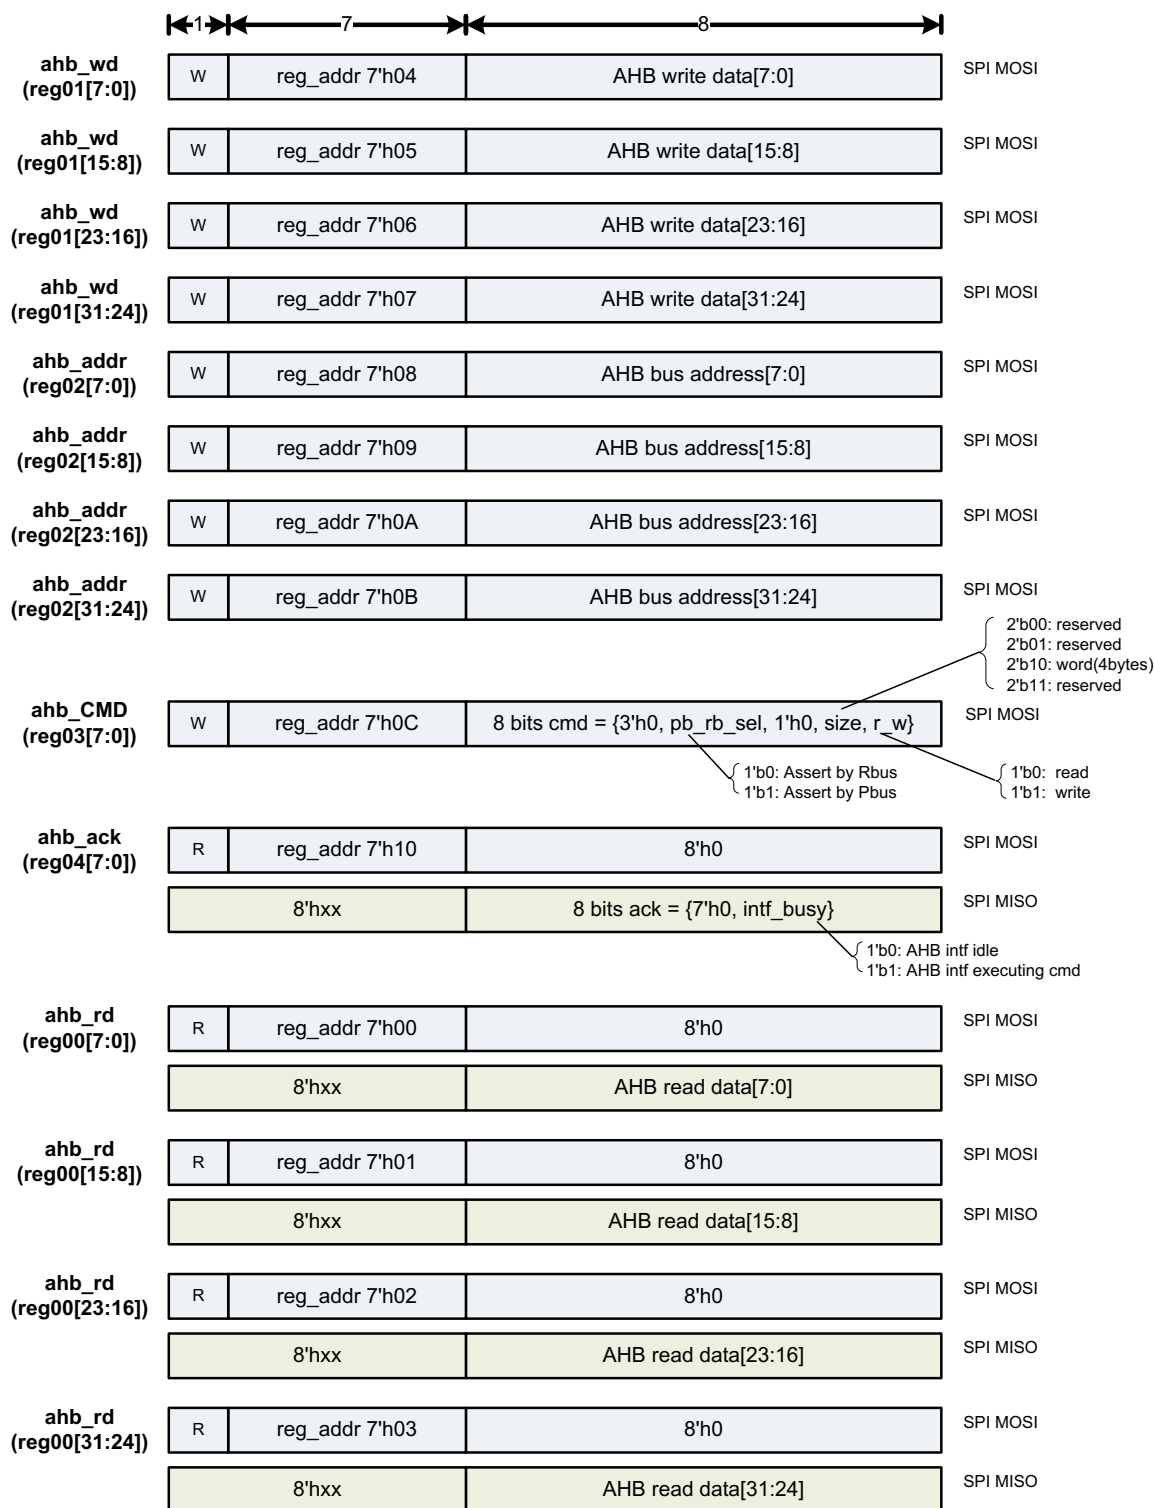 1 7 8
ahb_wd
(reg01[7:0])
W reg_addr 7'h04 AHB write data[7:0] SPI MOSI
ahb_wd
(reg01[15:8])
W reg_addr 7'h05 AHB write data[15:8] SPI MOSI
ahb_wd
(reg01[23:16])
W reg_addr 7'h06 AHB write data[23:16] SPI MOSI
ahb_wd
(reg01[31:24])
W reg_addr 7'h07 AHB write data[31:24] SPI MOSI
ahb_addr
(reg02[7:0])
W reg_addr 7'h08 AHB bus address[7:0] SPI MOSI
ahb_addr
(reg02[15:8])
W reg_addr 7'h09 AHB bus address[15:8] SPI MOSI
ahb_addr
(reg02[23:16])
W reg_addr 7'h0A AHB bus address[23:16] SPI MOSI
ahb_addr
(reg02[31:24])
W reg_addr 7'h0B AHB bus address[31:24] SPI MOSI
2'b00: reserved
2'b01: reserved
2'b10: word(4bytes)
2'b11: reserved
ahb_CMD
(reg03[7:0])
W reg_addr 7'h0C 8 bits cmd = {3'h0, pb_rb_sel, 1'h0, size, r_w} SPI MOSI
1'b0: Assert by Rbus
1'b1: Assert by Pbus
1'b0: read
1'b1: write
ahb_ack
(reg04[7:0])
R reg_addr 7'h10 8'h0 SPI MOSI
8'hxx 8 bits ack = {7'h0, intf_busy} SPI MISO
1'b0: AHB intf idle
1'b1: AHB intf executing cmd
ahb_rd
(reg00[7:0])
R reg_addr 7'h00 8'h0 SPI MOSI
8'hxx AHB read data[7:0] SPI MISO
ahb_rd
(reg00[15:8])
R reg_addr 7'h01 8'h0 SPI MOSI
8'hxx AHB read data[15:8] SPI MISO
ahb_rd
(reg00[23:16])
R reg_addr 7'h02 8'h0 SPI MOSI
8'hxx AHB read data[23:16] SPI MISO
ahb_rd
(reg00[31:24])
R reg_addr 7'h03 8'h0 SPI MOSI
8'hxx AHB read data[31:24] SPI MISO